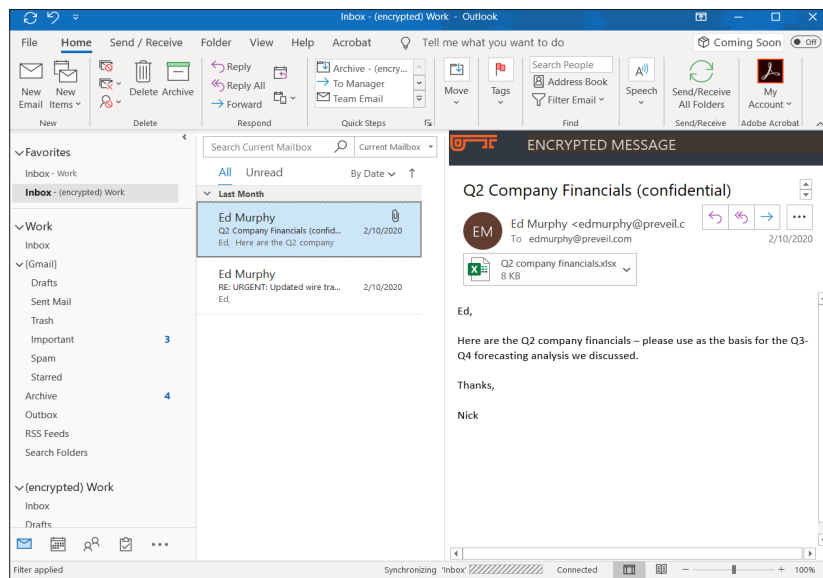 Inbox - (encrypted) Work - Outlook
File Home Send / Receive Folder View Help Acrobat Tell me what you want to do Coming Soon Off
New Email
New Items
Delete
Archive
Reply
Reply All
Forward
Archive - (encry...
To Manager
Team Email
Move
Tags
Search People
Address Book
Filter Email
Speech
Send/Receive All Folders
My Account
New Delete Respond Quick Steps Find Send/Receive Adobe Acrobat
Favorites
Inbox - Work
Inbox - (encrypted) Work
Work
Inbox
[Gmail]
Drafts
Sent Mail
Trash
Important 3
Spam
Starred
Archive 4
Outbox
RSS Feeds
Search Folders
(encrypted) Work
Inbox
Drafts
Search Current Mailbox Current Mailbox
All Unread By Date
Last Month
Ed Murphy
Q2 Company Financials (confid... 2/10/2020
Ed, Here are the Q2 company
Ed Murphy
RE: URGENT: Updated wire tra... 2/10/2020
Ed,
ENCRYPTED MESSAGE
Q2 Company Financials (confidential)
EM
Ed Murphy <edmurphy@preveil.c
To edmurphy@preveil.com 2/10/2020
Q2 company financials.xlsx
8 KB
Ed,
Here are the Q2 company financials – please use as the basis for the Q3-
Q4 forecasting analysis we discussed.
Thanks,
Nick
Filter applied Synchronizing 'Inbox' Connected 100%